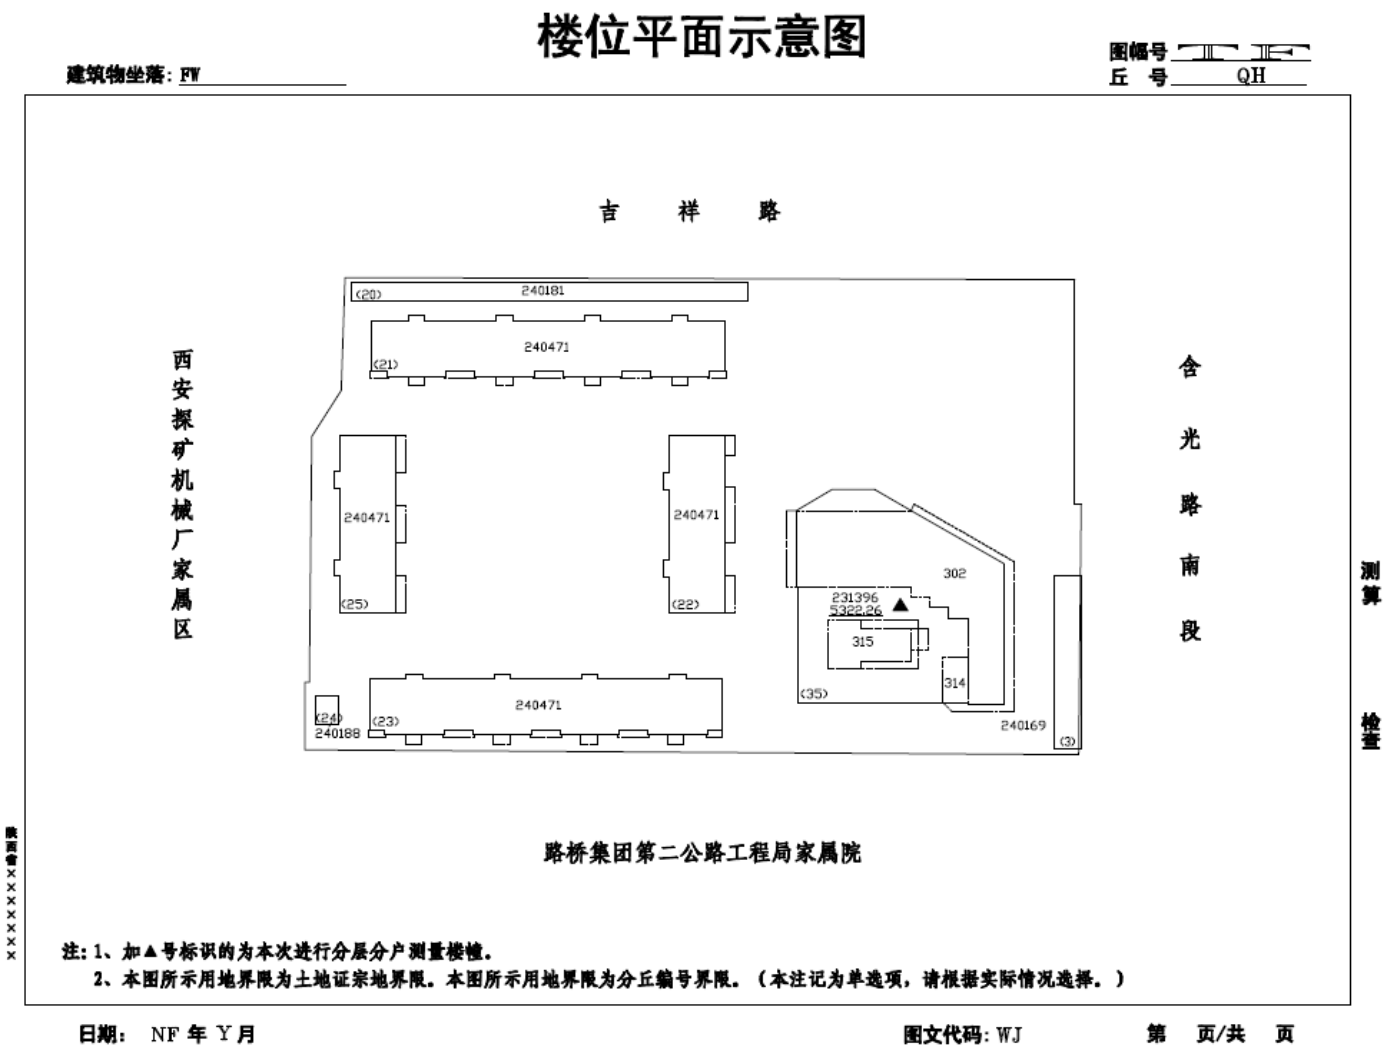 楼位平面示意图
建筑物坐落: FW
图幅号 TF
丘 号 QH
吉祥路
西安探矿机械厂家属区
含光路南段
(20) 240181
240471
(21)
240471
(25)
240471
(22)
302
231396
5322.26 ▲
315
314
(35)
240169
(3)
240471
(23)
(24)
240188
测算
检查
路桥集团第二公路工程局家属院
陕西省×××××××
注: 1、加▲号标识的为本次进行分层分户测量楼幢。
2、本图所示用地界限为土地证宗地界限。本图所示用地界限为分丘编号界限。（本注记为单选项，请根据实际情况选择。）
日期: NF 年 Y 月
图文代码: WJ
第 页/共 页